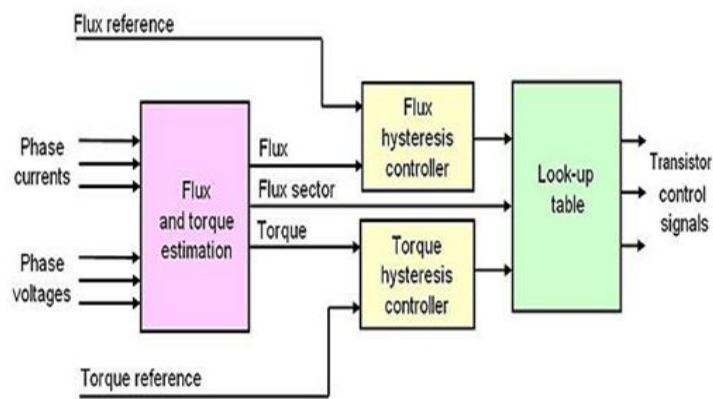 Flux reference
Phase
currents
Phase
voltages
Flux
and torque
estimation
Flux
Flux sector
Torque
Flux
hysteresis
controller
Torque
hysteresis
controller
Look-up
table
Transistor
control
signals
Torque reference